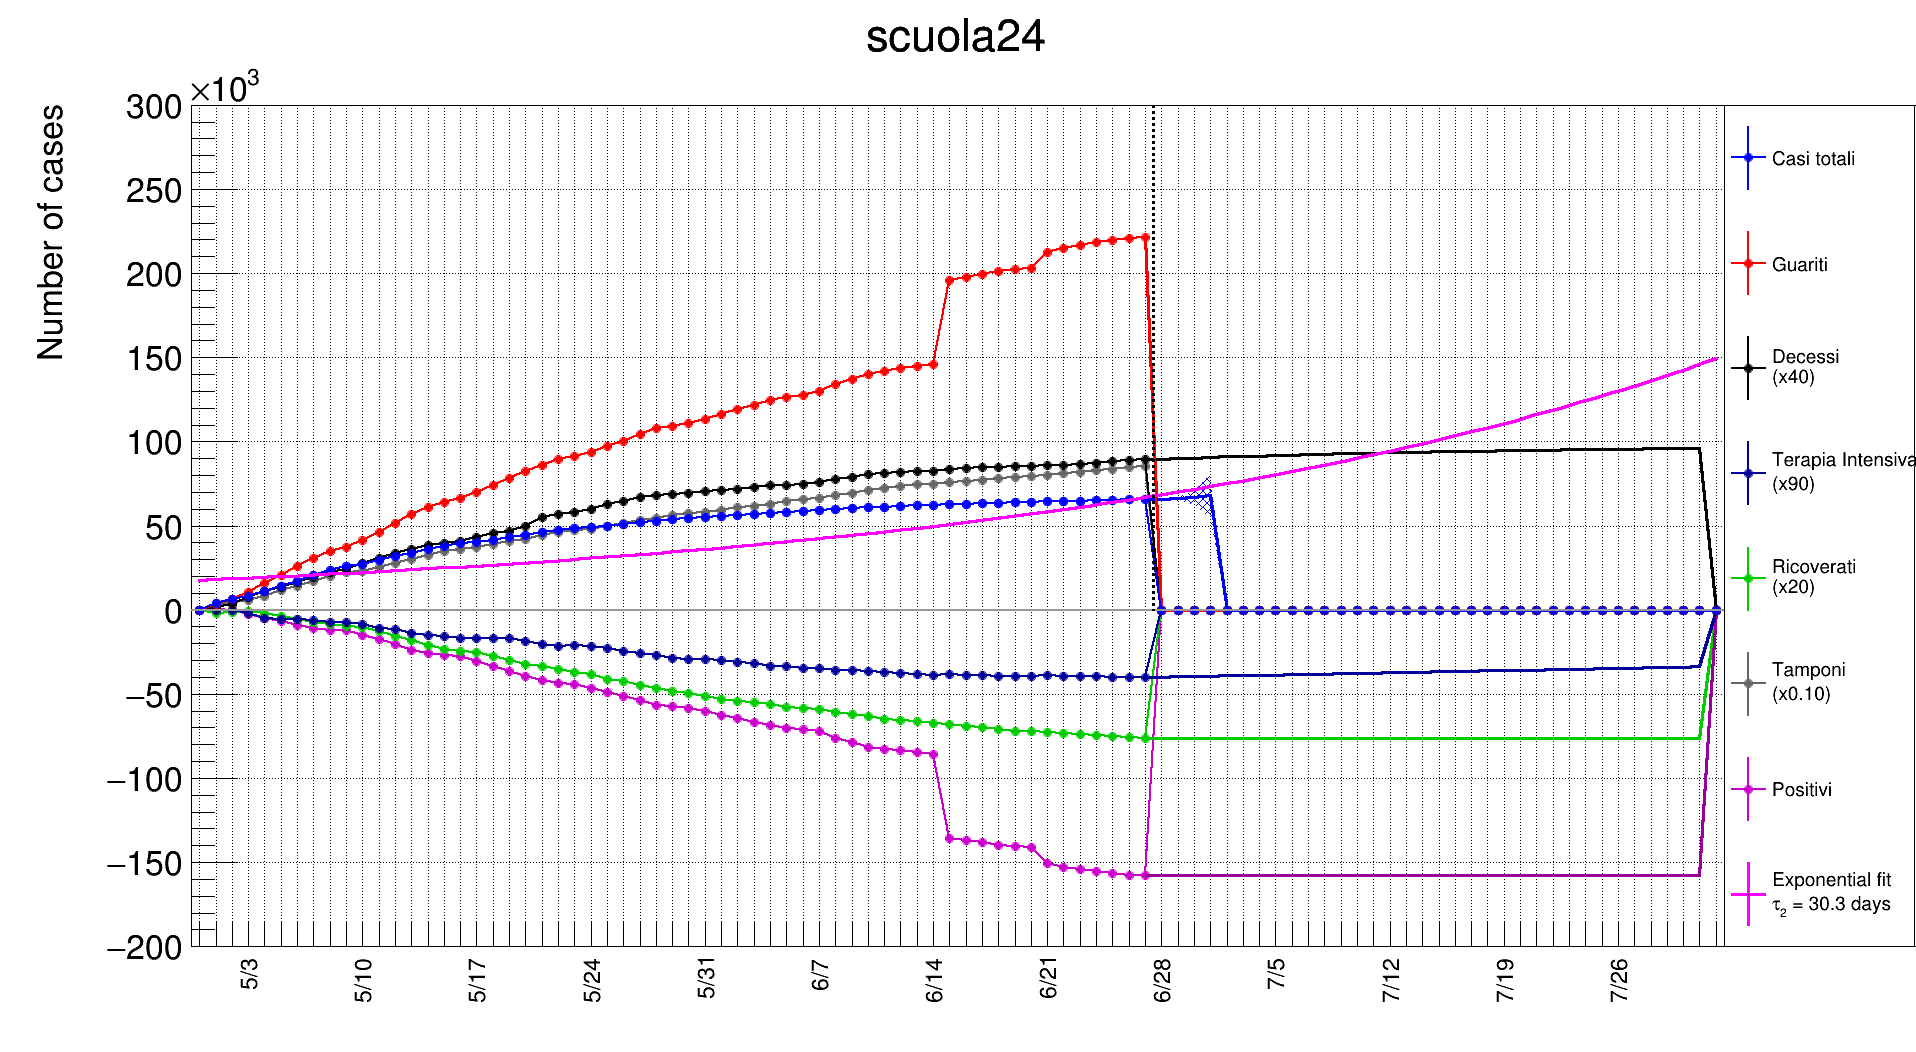 scuola24
×10³
Number of cases
300
250
200
150
100
50
0
−50
−100
−150
−200
5/3
5/10
5/17
5/24
5/31
6/7
6/14
6/21
6/28
7/5
7/12
7/19
7/26
Casi totali
Guariti
Decessi
(x40)
Terapia Intensiva
(x90)
Ricoverati
(x20)
Tamponi
(x0.10)
Positivi
Exponential fit
τ₂ = 30.3 days